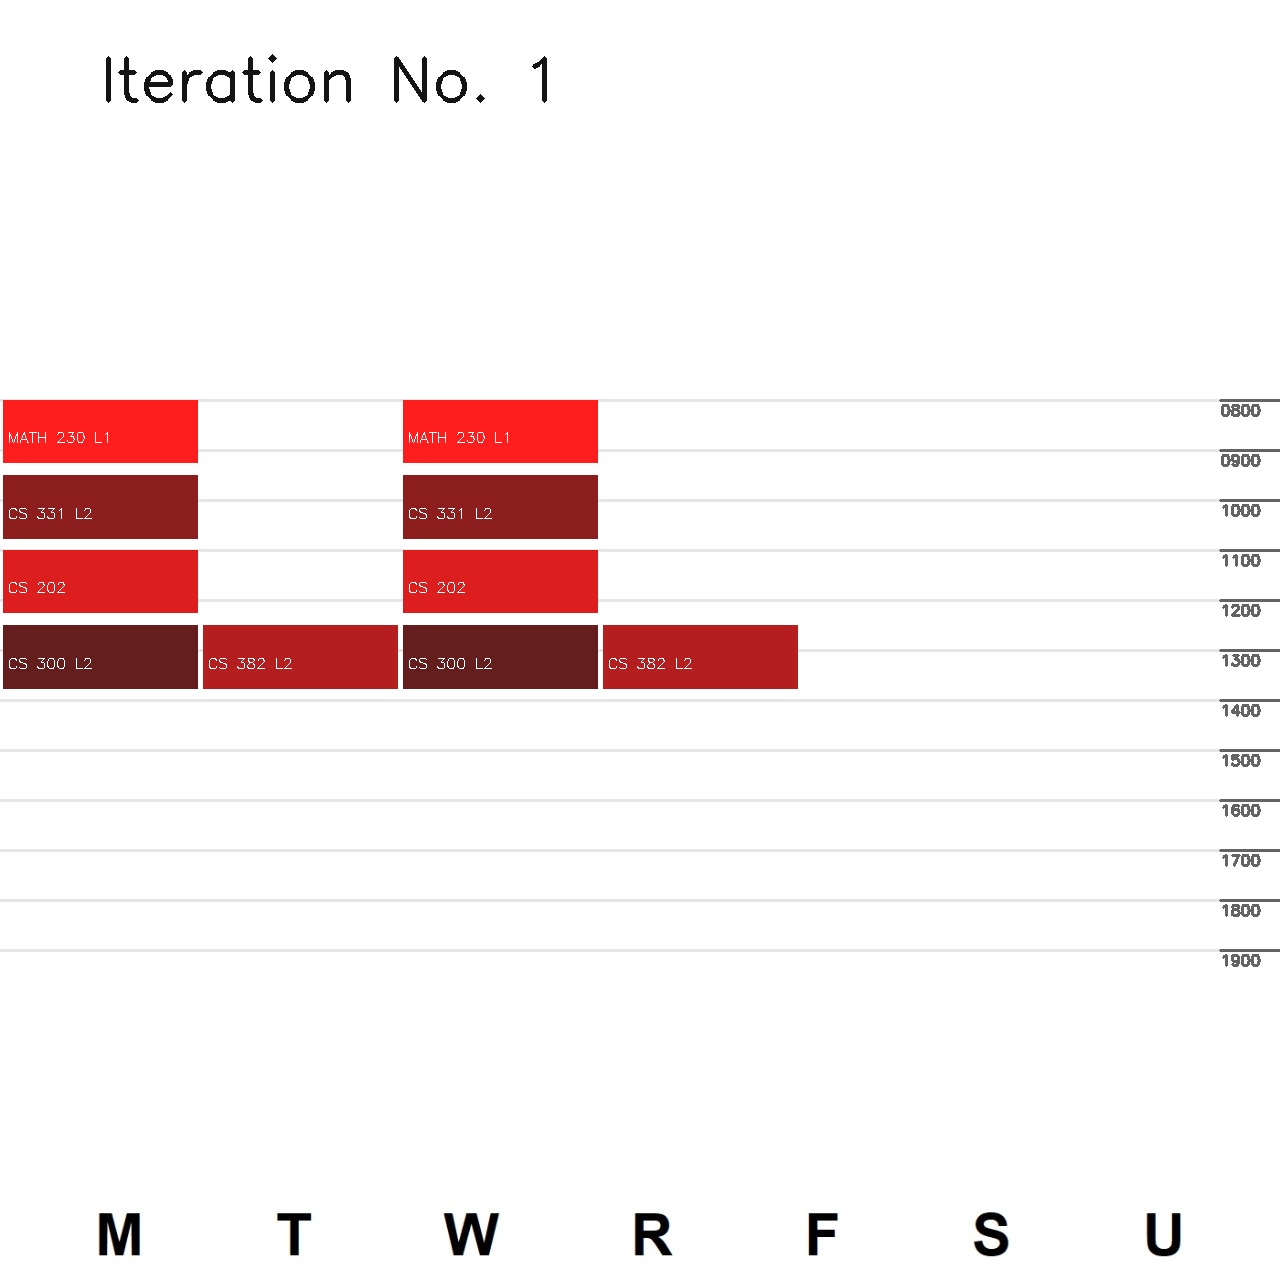 Iteration No. 1
0800
MATH 230 L1 MATH 230 L1
0900
CS 331 L2 CS 331 L2 1000
1100
CS 202 CS 202
1200
CS 300 L2 CS 382 L2 CS 300 L2 CS 382 L2 1300
1400
1500
1600
1700
1800
1900
M T W R F S U